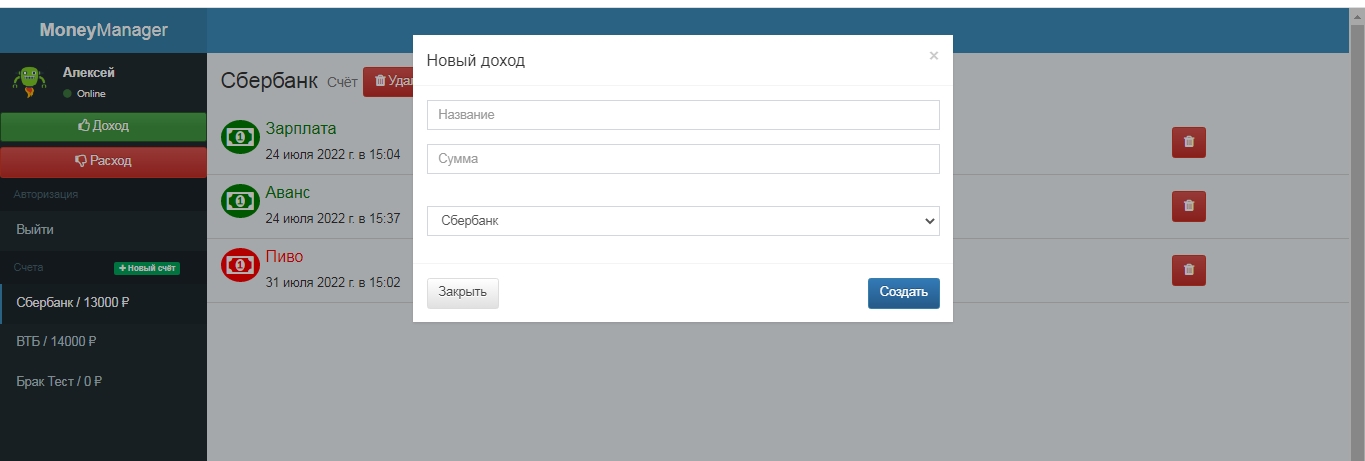 MoneyManager
Алексей
Online
Доход
Расход
Авторизация
Выйти
Счета
+ Новый счёт
Сбербанк / 13000 ₽
ВТБ / 14000 ₽
Брак Тест / 0 ₽
Сбербанк Счёт
Зарплата
24 июля 2022 г. в 15:04
Аванс
24 июля 2022 г. в 15:37
Пиво
31 июля 2022 г. в 15:02
Новый доход
×
Название
Сумма
Сбербанк
Закрыть
Создать